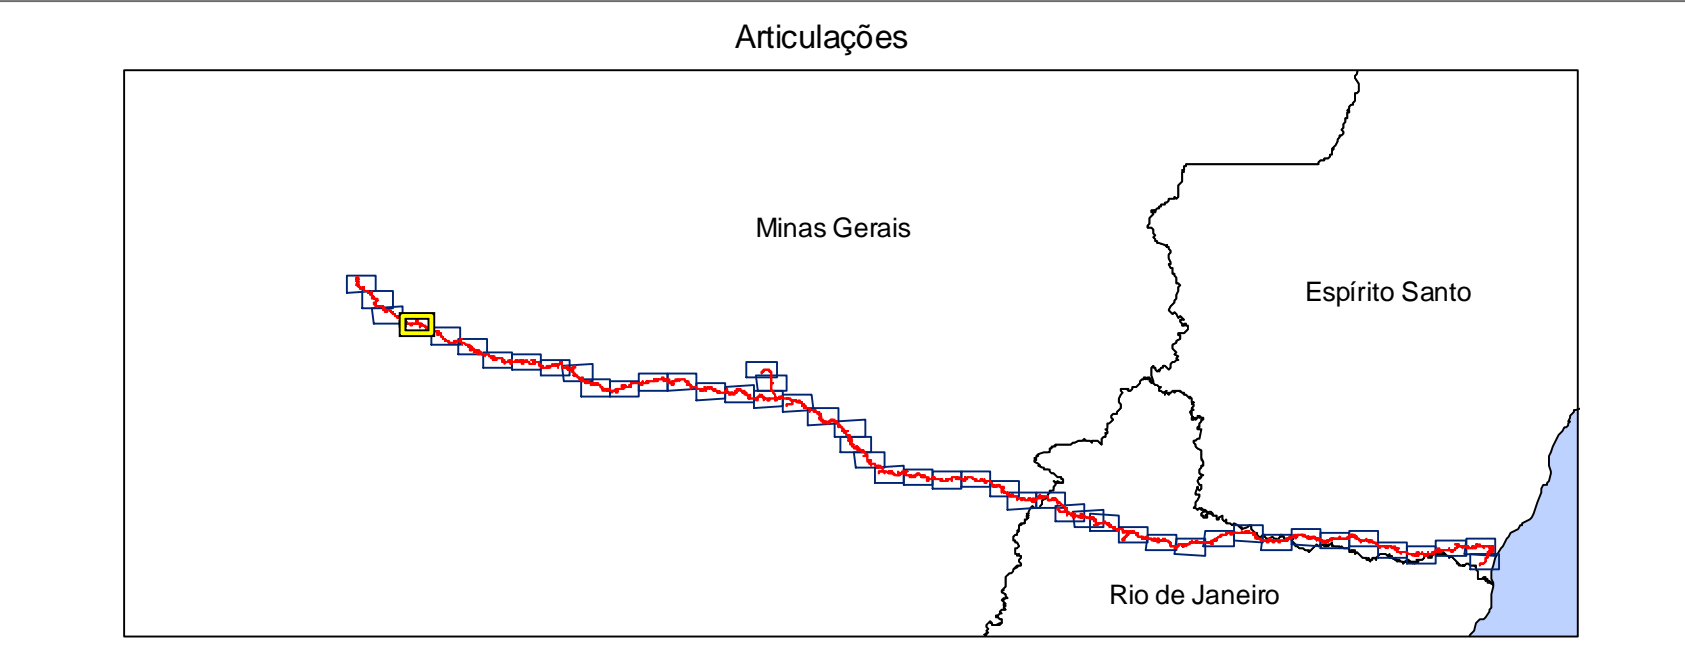 Articulações
Minas Gerais
Espírito Santo
Rio de Janeiro